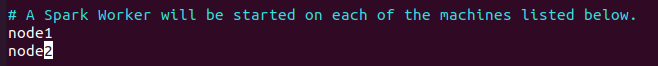 # A Spark Worker will be started on each of the machines listed below.
node1
node2